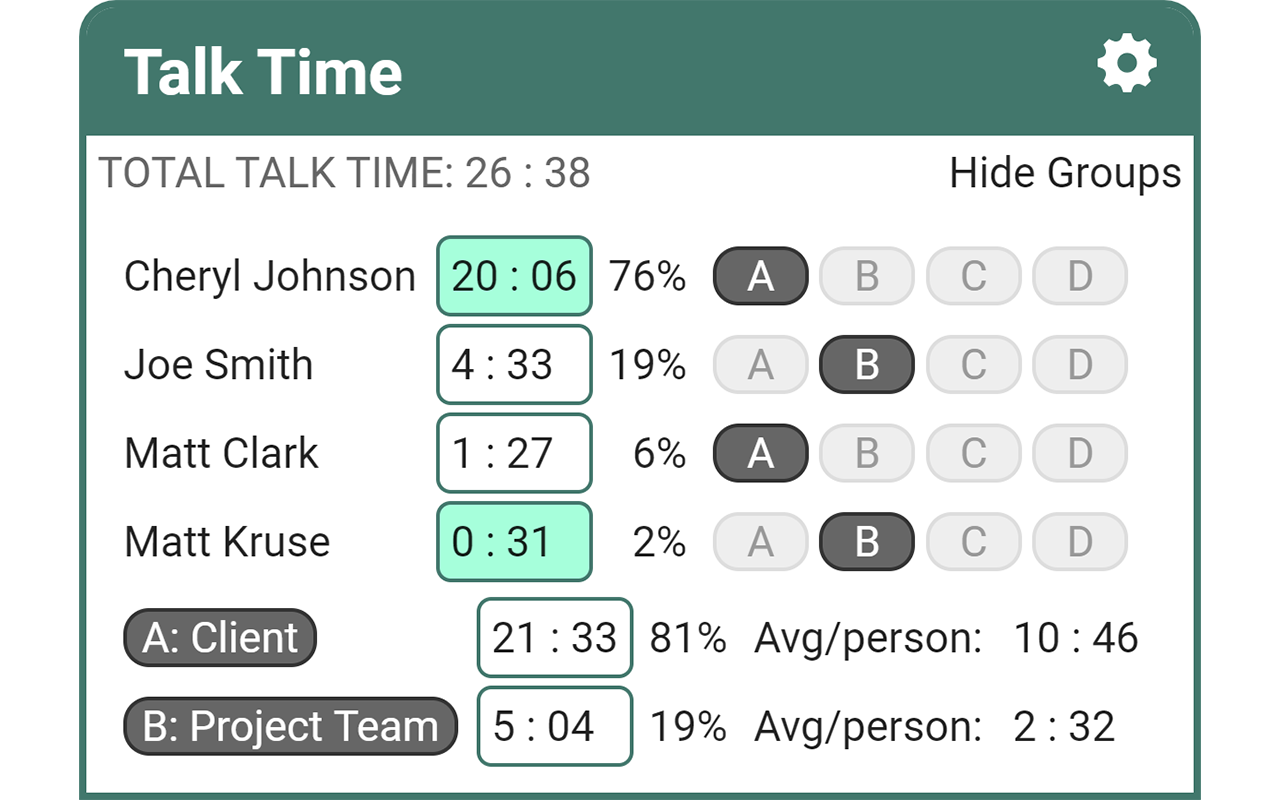 Talk Time
TOTAL TALK TIME: 26 : 38 Hide Groups
Cheryl Johnson 20 : 06 76% A B C D
Joe Smith 4 : 33 19% A B C D
Matt Clark 1 : 27 6% A B C D
Matt Kruse 0 : 31 2% A B C D
A: Client 21 : 33 81% Avg/person: 10 : 46
B: Project Team 5 : 04 19% Avg/person: 2 : 32